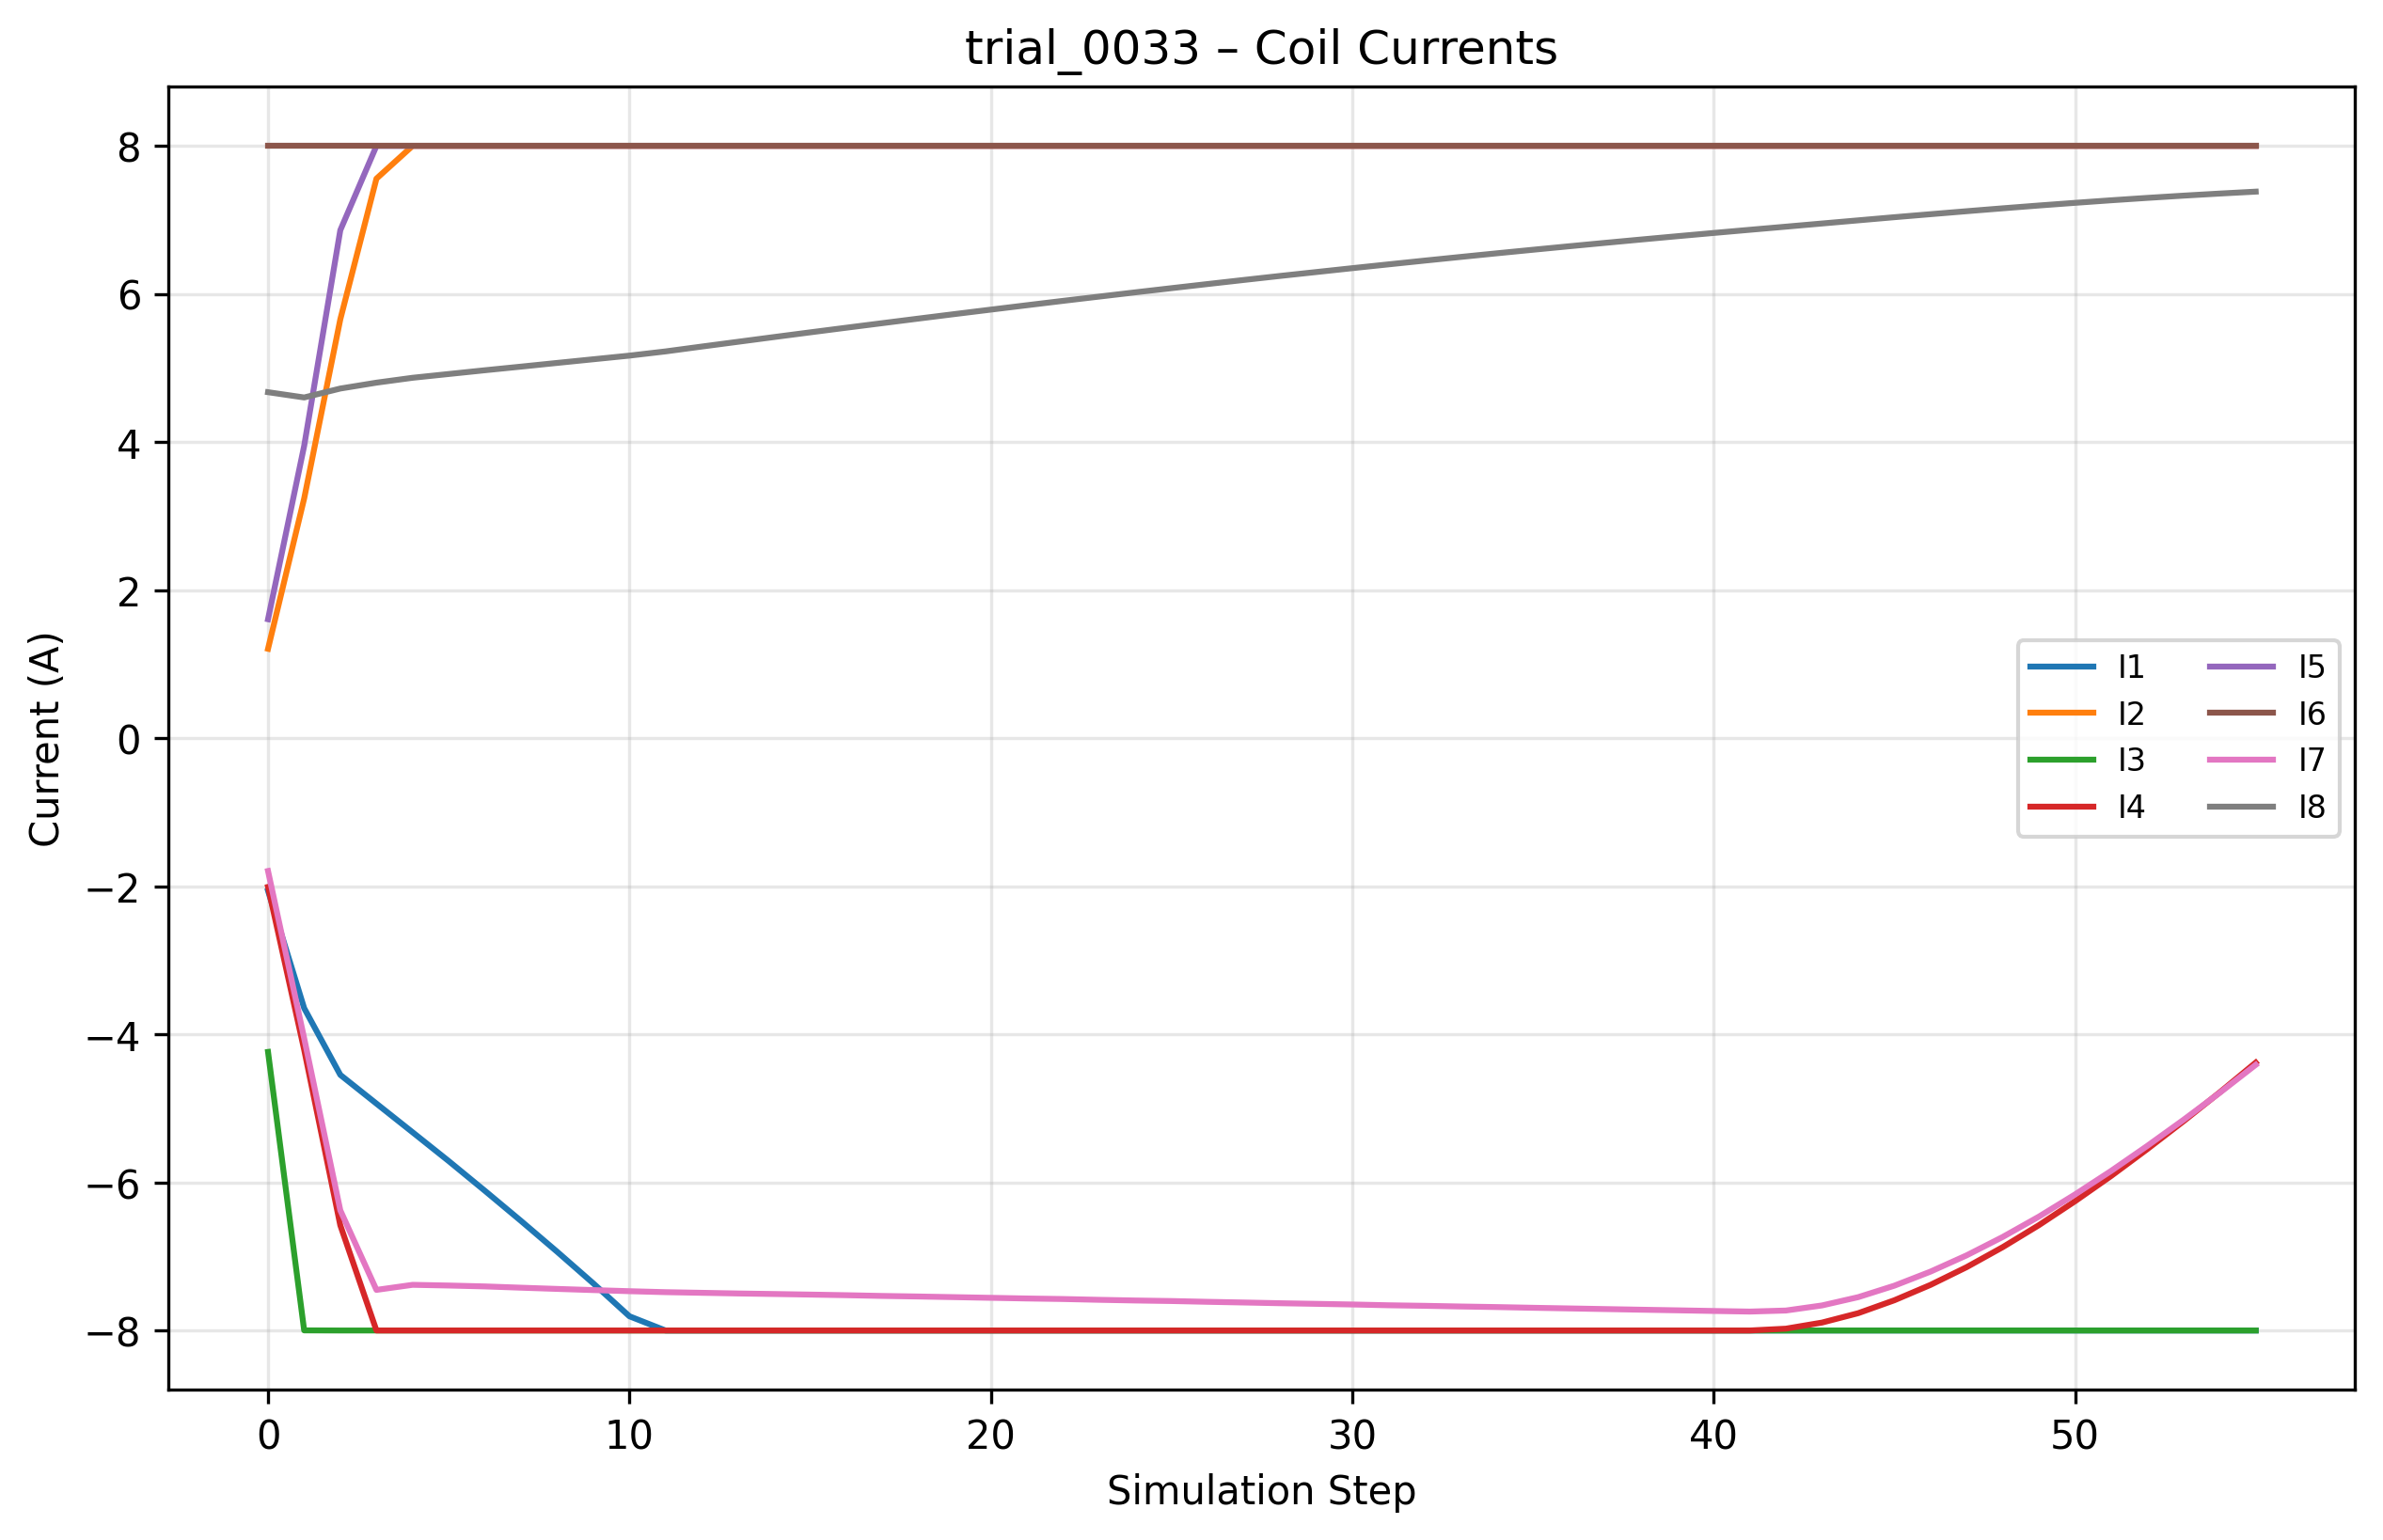 trial_0033 – Coil Currents
Current (A)
8
6
4
2
0
−2
−4
−6
−8
I1
I2
I3
I4
I5
I6
I7
I8
0 10 20 30 40 50
Simulation Step